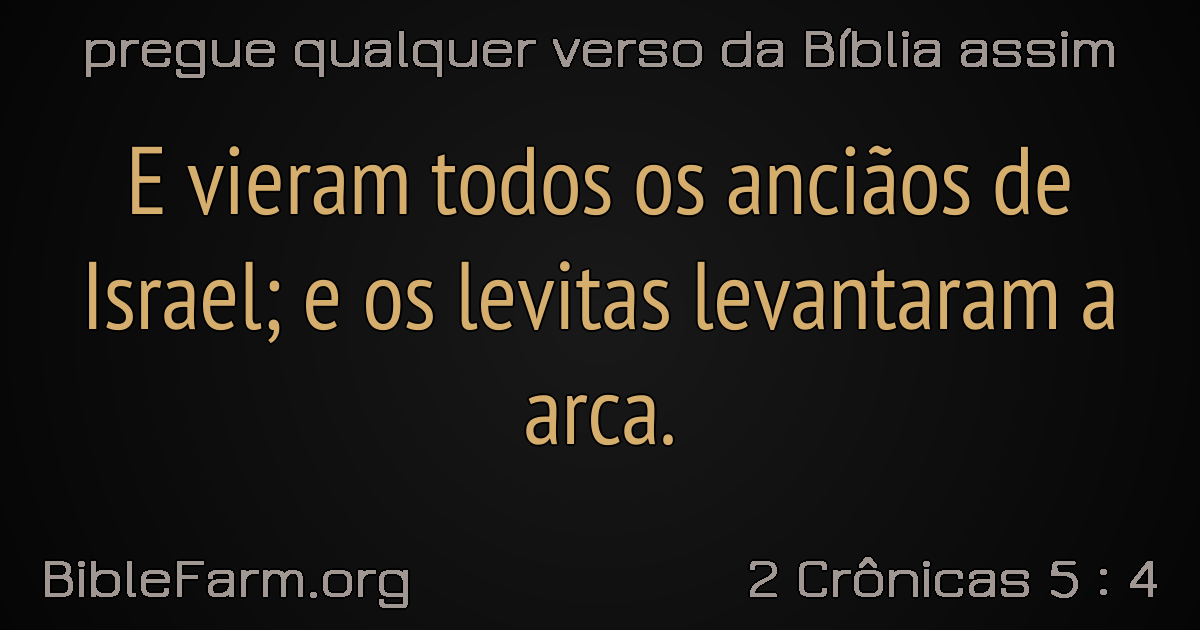 pregue qualquer verso da Bíblia assim
E vieram todos os anciãos de
Israel; e os levitas levantaram a
arca.
BibleFarm.org
2 Crônicas 5 : 4